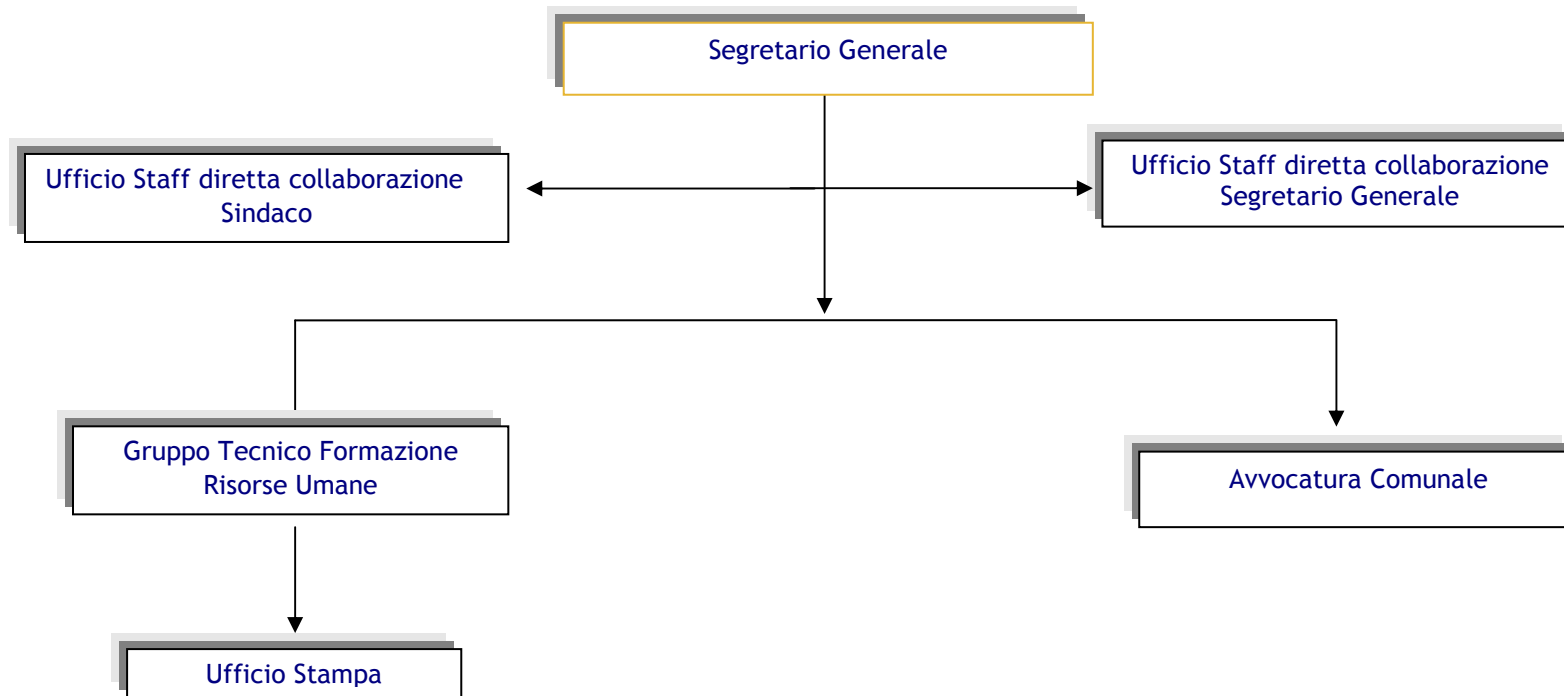 Segretario Generale
Ufficio Staff diretta collaborazione
Sindaco
Ufficio Staff diretta collaborazione
Segretario Generale
Gruppo Tecnico Formazione
Risorse Umane
Avvocatura Comunale
Ufficio Stampa